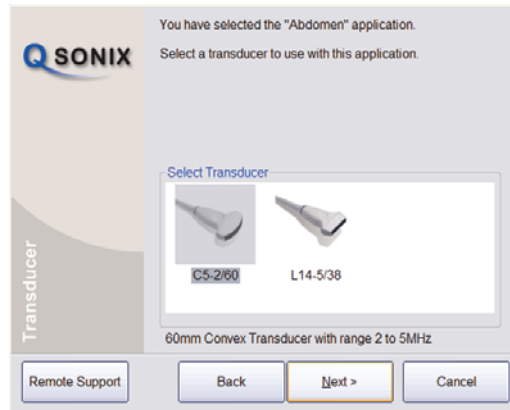 You have selected the "Abdomen" application.
Q SONIX
Select a transducer to use with this application.
Select Transducer
C5-2/60
L14-5/38
Transducer
60mm Convex Transducer with range 2 to 5MHz
Remote Support
Back
Next >
Cancel